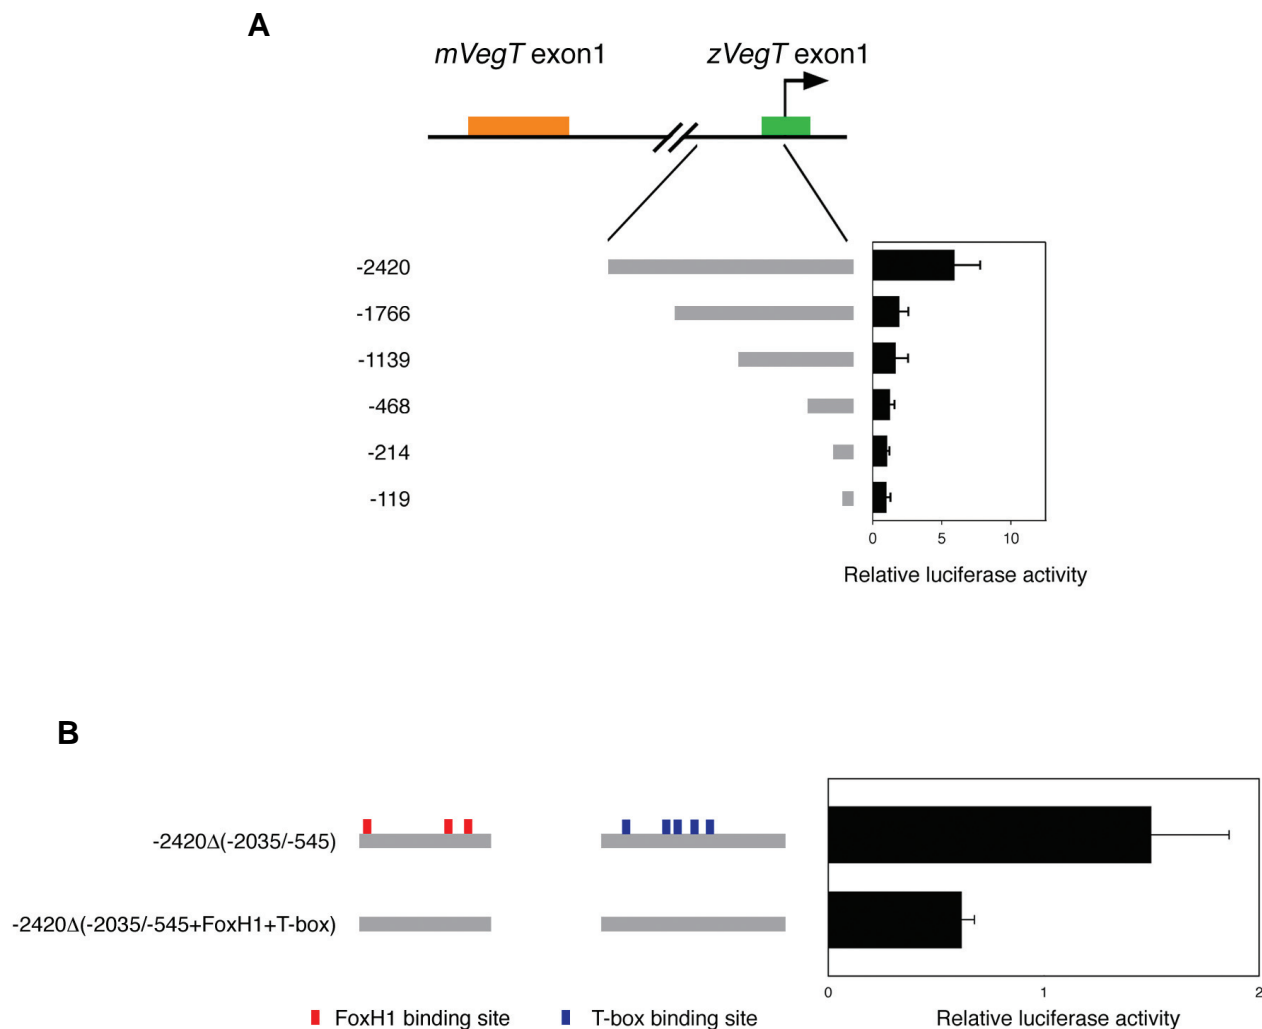 A
mVegT exon1 zVegT exon1
-2420
-1766
-1139
-468
-214
-119
0 5 10
Relative luciferase activity
B
-2420Δ(-2035/-545)
-2420Δ(-2035/-545+FoxH1+T-box)
0 1 2
FoxH1 binding site T-box binding site Relative luciferase activity